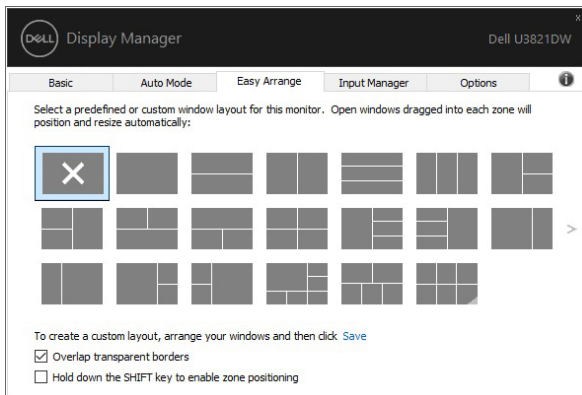 DELL Display Manager
Dell U3821DW
Basic
Auto Mode
Easy Arrange
Input Manager
Options
Select a predefined or custom window layout for this monitor. Open windows dragged into each zone will
position and resize automatically:
To create a custom layout, arrange your windows and then click Save
Overlap transparent borders
Hold down the SHIFT key to enable zone positioning